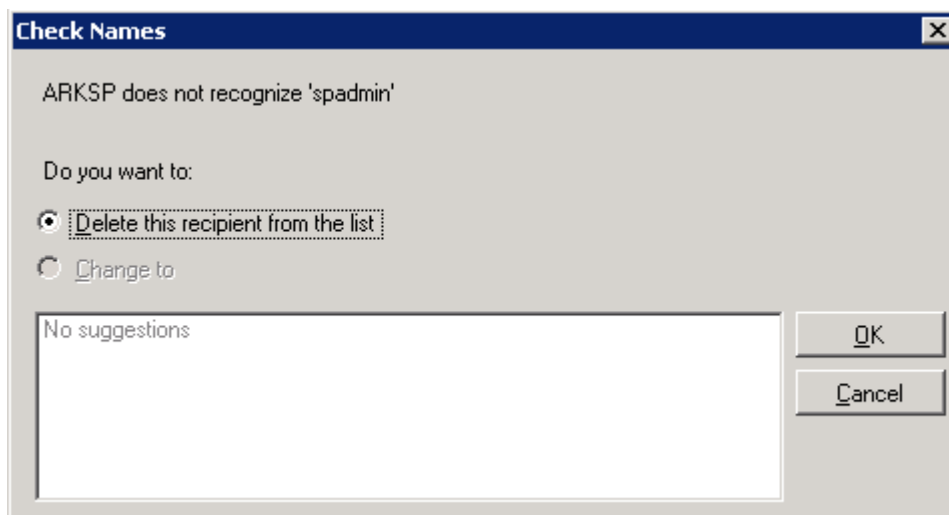 Check Names
ARKSP does not recognize 'spadmin'
Do you want to:
Delete this recipient from the list
Change to
No suggestions
OK
Cancel